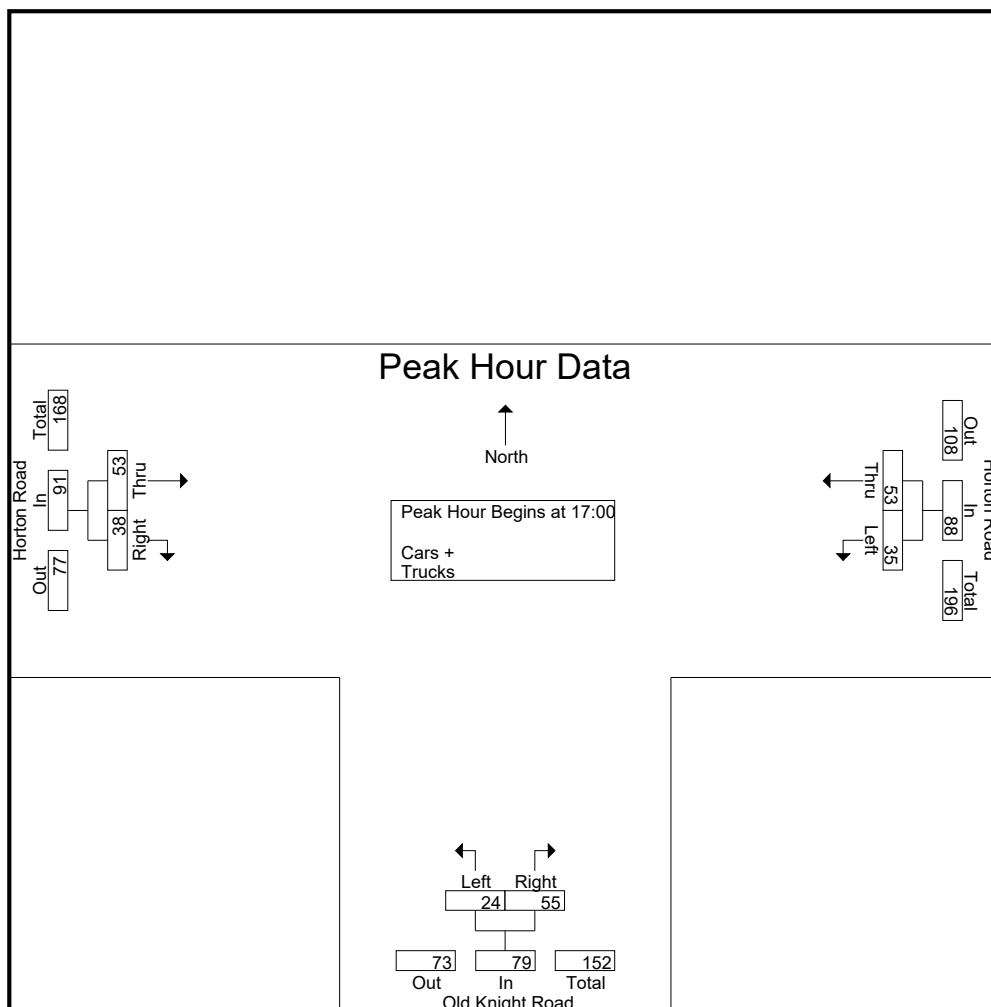 Peak Hour Data
North
Peak Hour Begins at 17:00
Cars +
Trucks
Horton Road
Out
In
Total
77
91
168
Right
Thru
38
53
Horton Road
Out
In
Total
108
88
196
Thru
Left
53
35
Left
Right
24
55
73
79
152
Out
In
Total
Old Knight Road